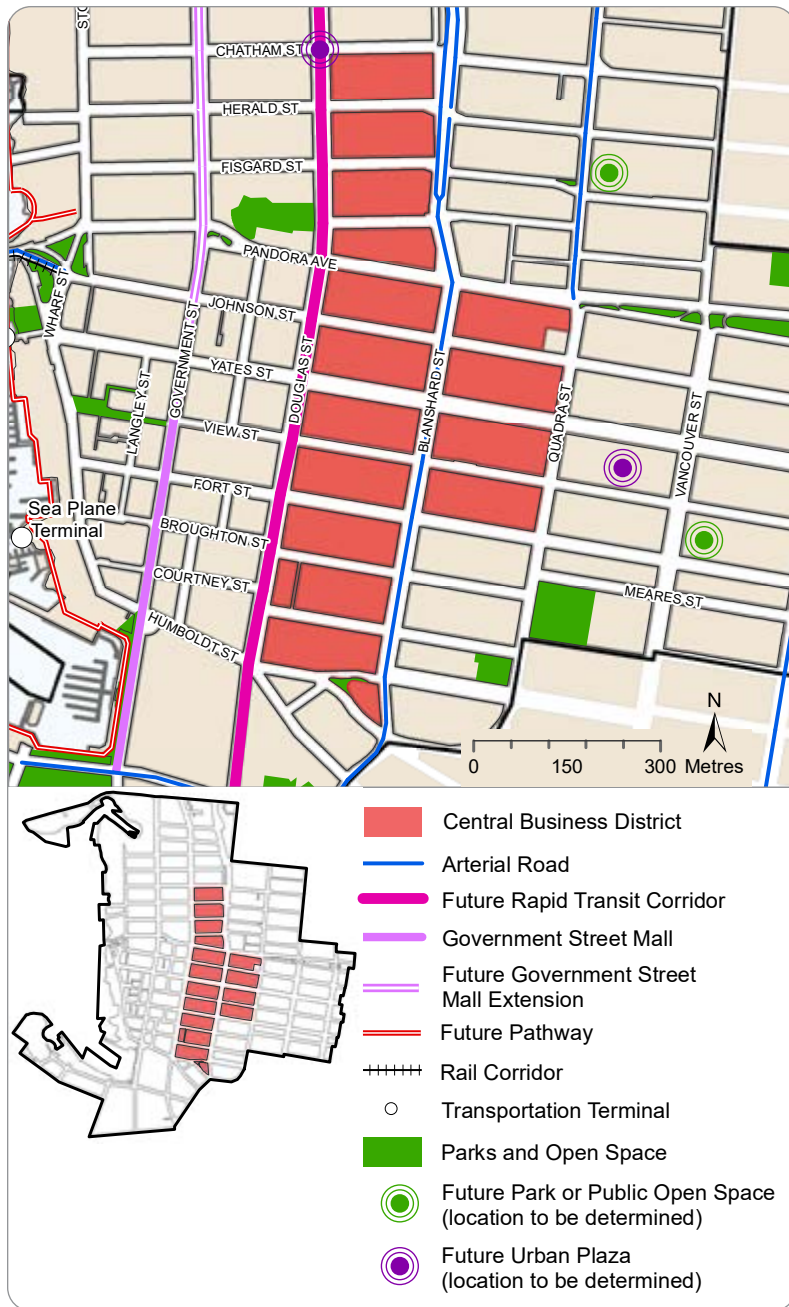 STO
CHATHAM ST
HERALD ST
FISGARD ST
PANDORA AVE
WHARF ST
JOHNSON ST
GOVERNMENT ST
YATES ST
DOUGLAS ST
BLANSHARD ST
LANGLEY ST
QUADRA ST
VANCOUVER ST
VIEW ST
FORT ST
Sea Plane
Terminal
BROUGHTON ST
COURTNEY ST
MEARES ST
HUMBOLDT ST
N
0 150 300 Metres
Central Business District
Arterial Road
Future Rapid Transit Corridor
Government Street Mall
Future Government Street
Mall Extension
Future Pathway
Rail Corridor
Transportation Terminal
Parks and Open Space
Future Park or Public Open Space
(location to be determined)
Future Urban Plaza
(location to be determined)